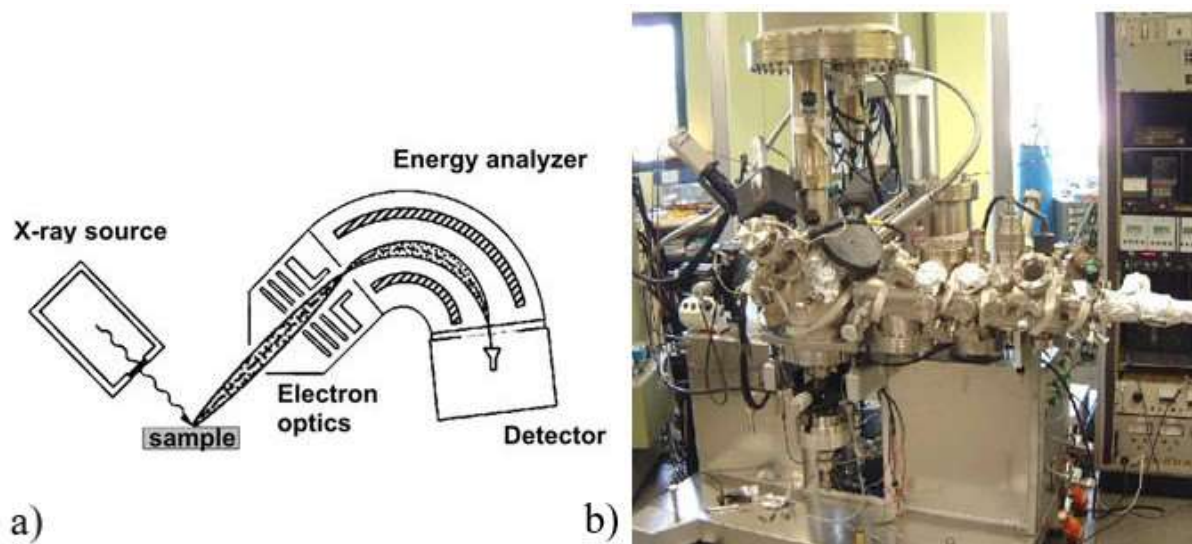 Energy analyzer
X-ray source
Electron
optics
sample
Detector
a)
b)